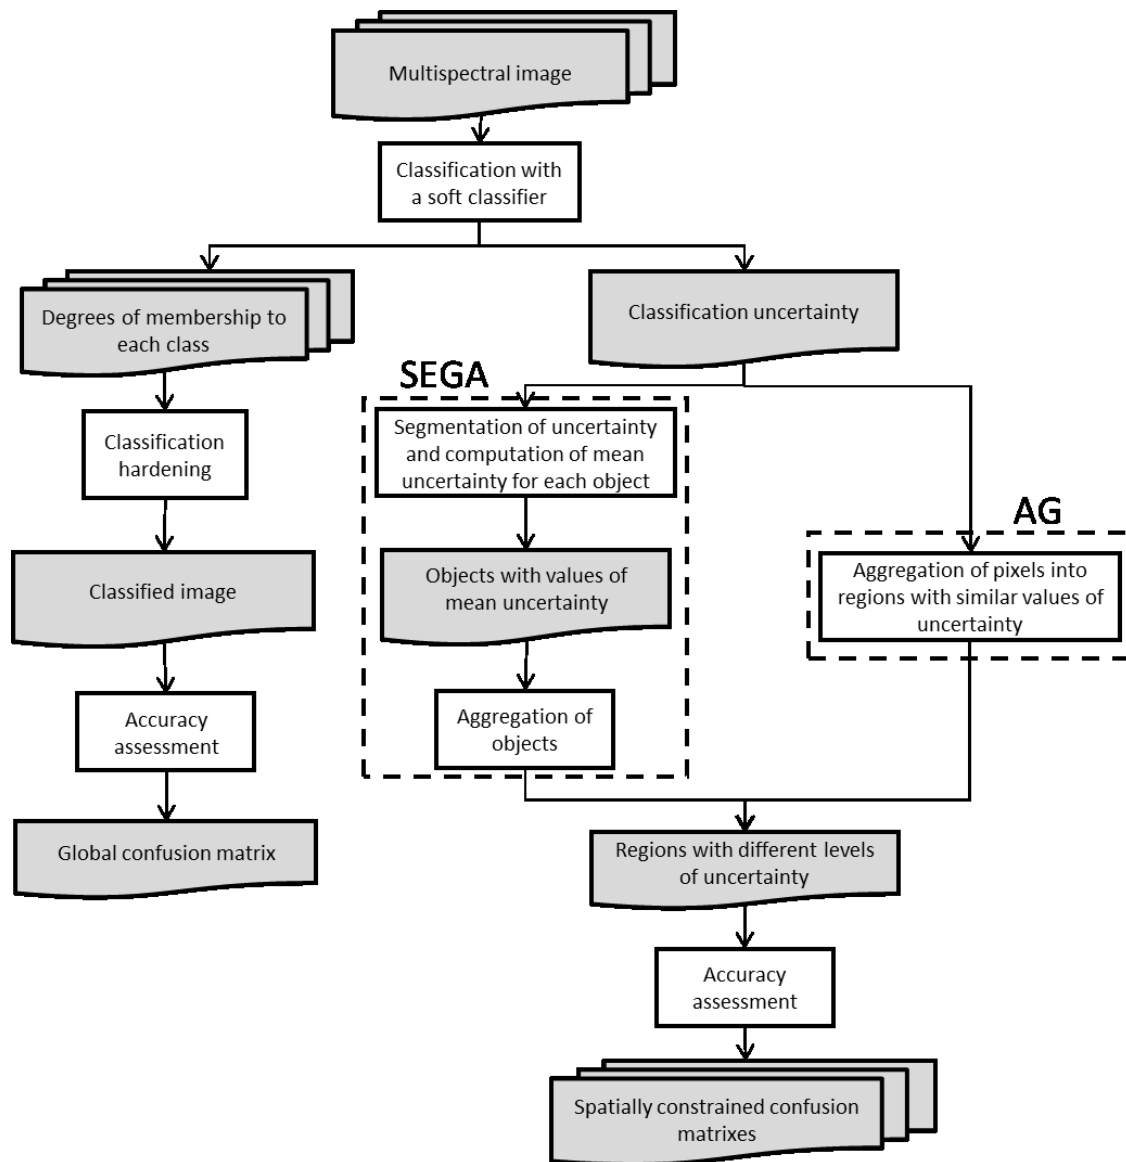 Multispectral image
Classification with
a soft classifier
Degrees of membership to
each class
Classification uncertainty
SEGA
Classification
hardening
Segmentation of uncertainty
and computation of mean
uncertainty for each object
AG
Classified image
Objects with values of
mean uncertainty
Aggregation of pixels into
regions with similar values of
uncertainty
Accuracy
assessment
Aggregation of
objects
Global confusion matrix
Regions with different levels
of uncertainty
Accuracy
assessment
Spatially constrained confusion
matrixes